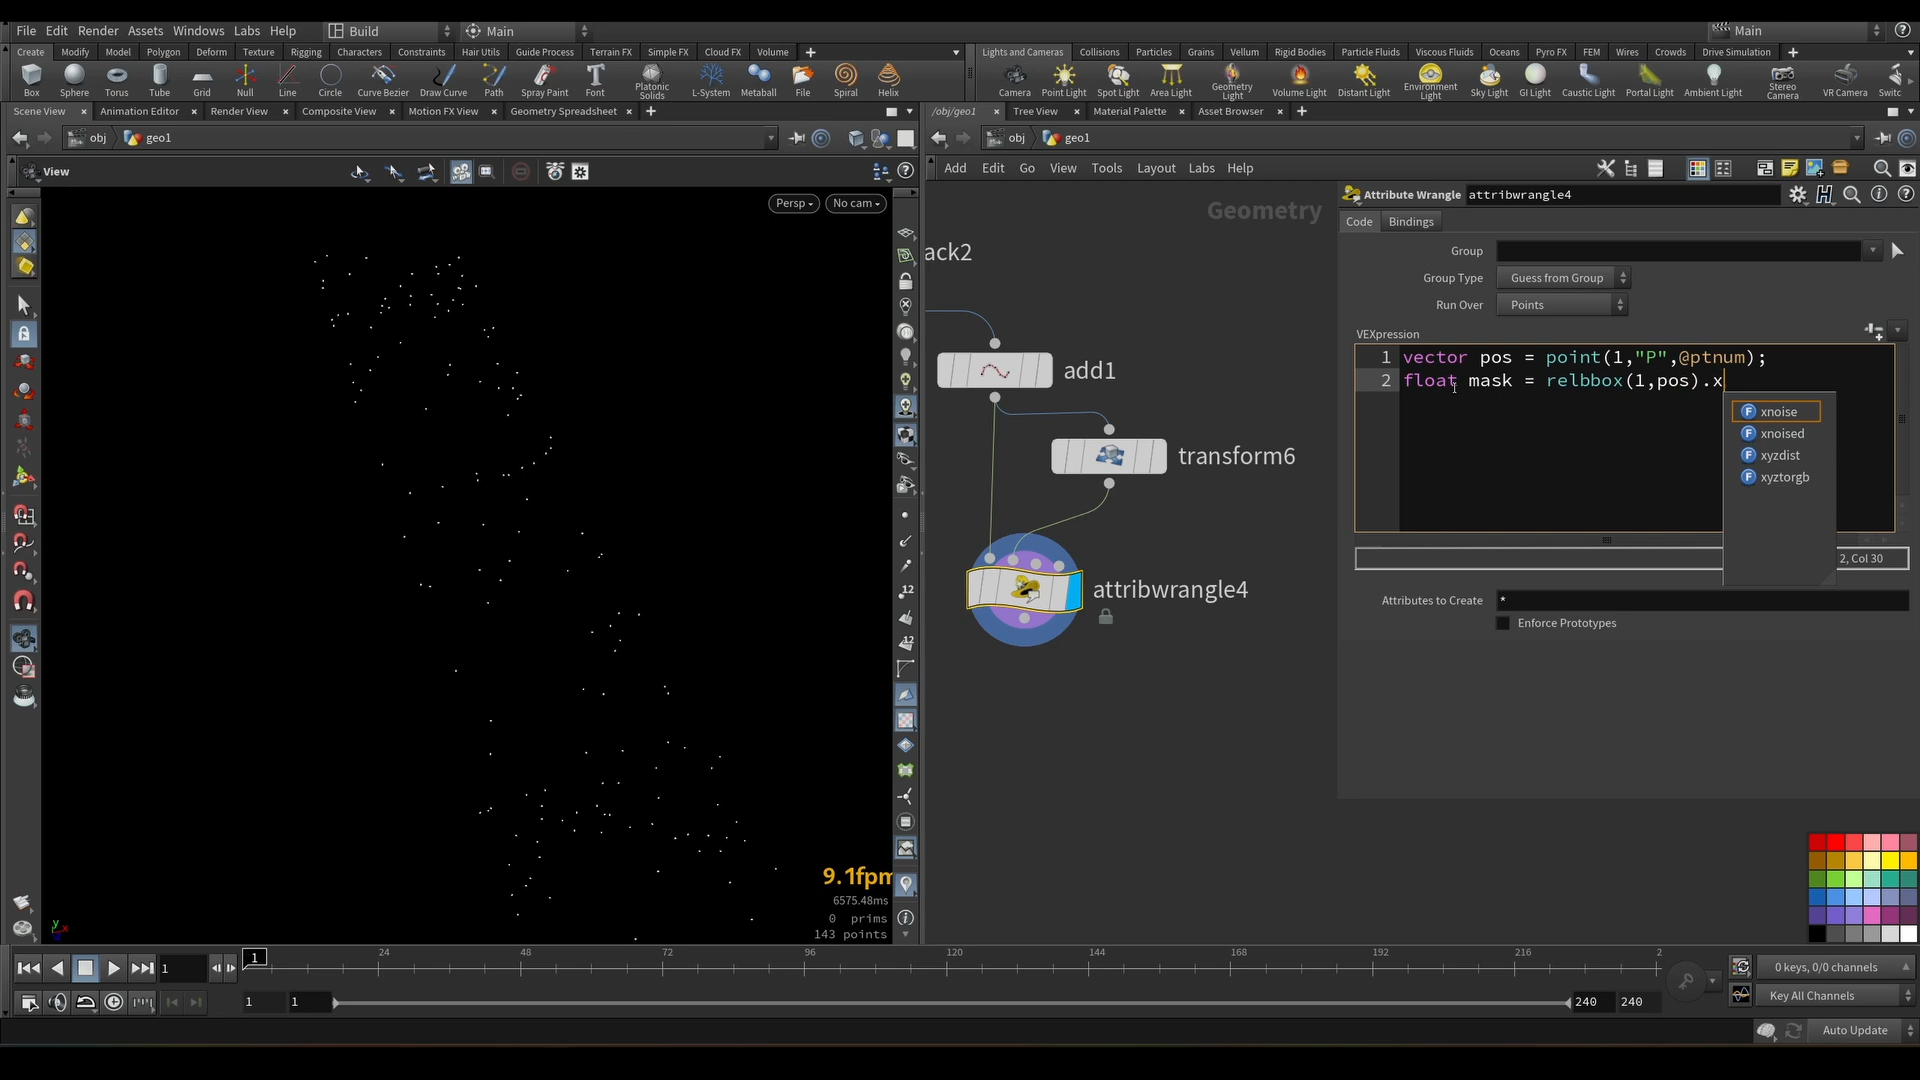 File Edit Render Assets Windows Labs Help Build Main Main
Create Modify Model Polygon Deform Texture Rigging Characters Constraints Hair Utils Guide Process Terrain FX Simple FX Cloud FX Volume
Lights and Cameras Collisions Particles Grains Vellum Rigid Bodies Particle Fluids Viscous Fluids Oceans Pyro FX FEM Wires Crowds Drive Simulation
Box Sphere Torus Tube Grid Null Line Circle Curve Bezier Draw Curve Path Spray Paint Font Platonic Solids L-System Metaball File Spiral Helix
Camera Point Light Spot Light Area Light Geometry Light Volume Light Distant Light Environment Light Sky Light GI Light Caustic Light Portal Light Ambient Light Stereo Camera VR Camera Switc
Scene View Animation Editor Render View Composite View Motion FX View Geometry Spreadsheet
/obj/geo1 Tree View Material Palette Asset Browser
obj geo1
obj geo1
View
Add Edit Go View Tools Layout Labs Help
Persp No cam
Geometry
ack2
add1
transform6
attribwrangle4
Attribute Wrangle attribwrangle4
Code Bindings
Group
Group Type Guess from Group
Run Over Points
VEXpression
1 vector pos = point(1,"P",@ptnum);
2 float mask = relbbox(1,pos).x
xnoise
xnoised
xyzdist
xyztorgb
2, Col 30
Attributes to Create *
Enforce Prototypes
12
12
9.1fpm
6575.48ms
0 prims
143 points
y
x
1 24 48 72 96 120 144 168 192 216 2
1
0 keys, 0/0 channels
1 1 240 240
Key All Channels
Auto Update